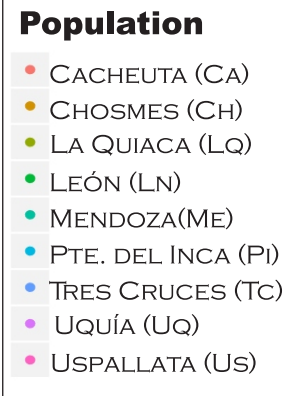 Population
CACHEUTA (CA)
CHOSMES (CH)
LA QUIACA (LQ)
LEÓN (LN)
MENDOZA(ME)
PTE. DEL INCA (PI)
TRES CRUCES (TC)
UQUÍA (UQ)
USPALLATA (US)